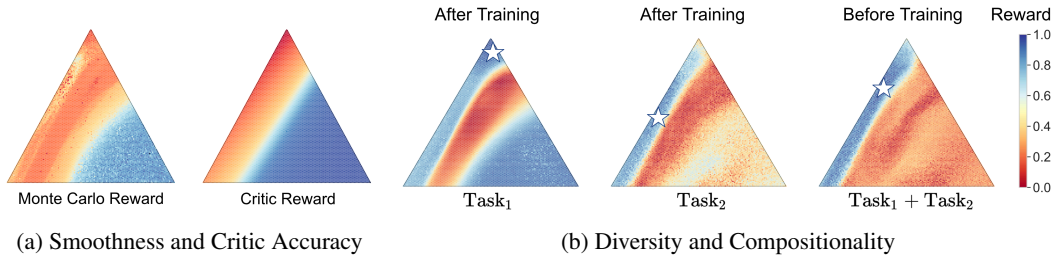 After Training
After Training
Before Training
Reward
1.0
0.8
0.6
0.4
0.2
0.0
Monte Carlo Reward
Critic Reward
Task₁
Task₂
Task₁ + Task₂
(a) Smoothness and Critic Accuracy
(b) Diversity and Compositionality